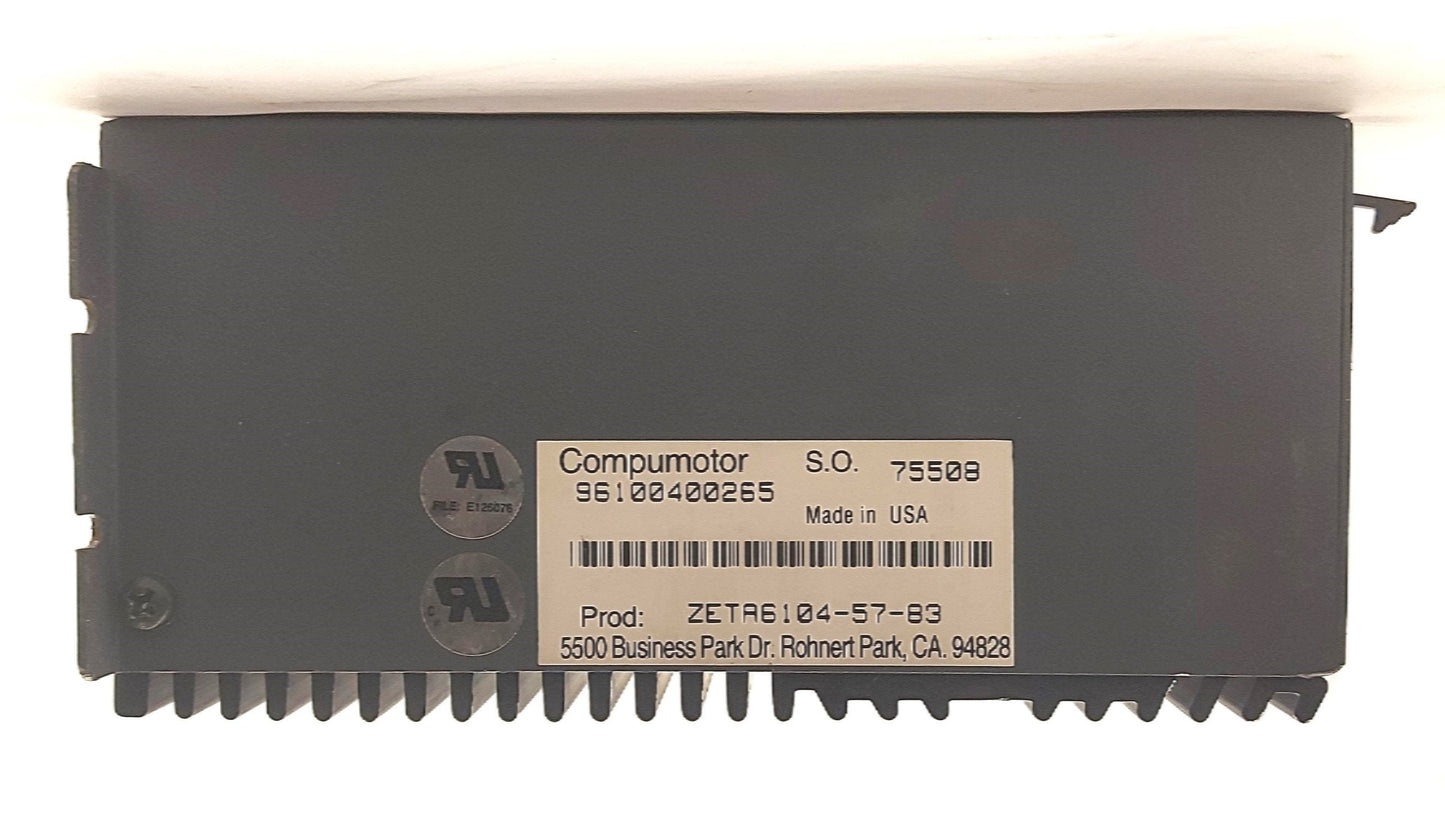 Compumotor S.O. 75508
96100400265
Made in USA
Prod: ZETA6104-57-83
5500 Business Park Dr. Rohnert Park, CA. 94828
FILE: E126076